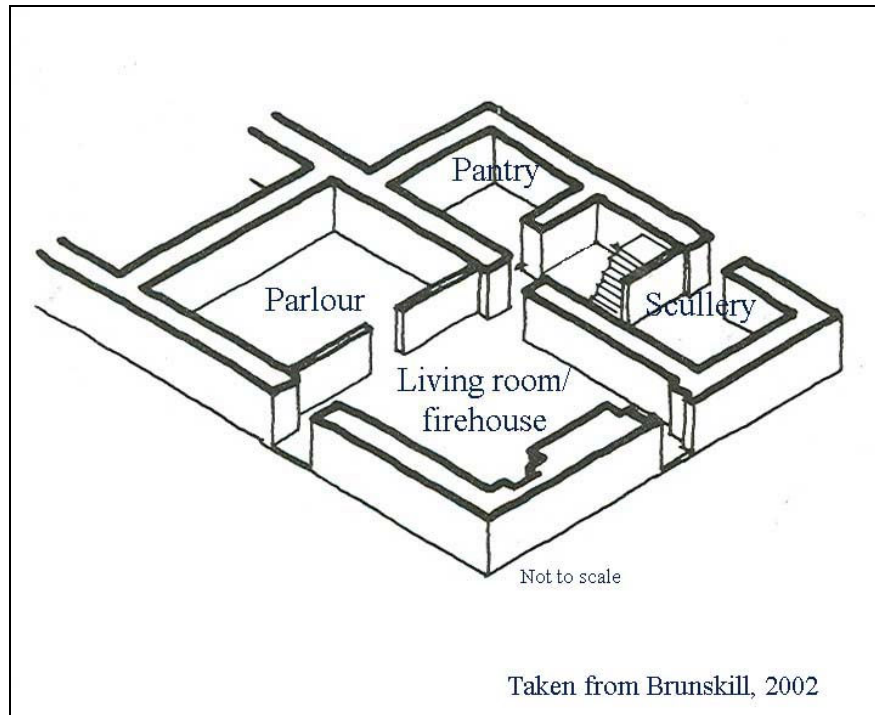 Pantry
Parlour
Scullery
Living room/
firehouse
Not to scale
Taken from Brunskill, 2002